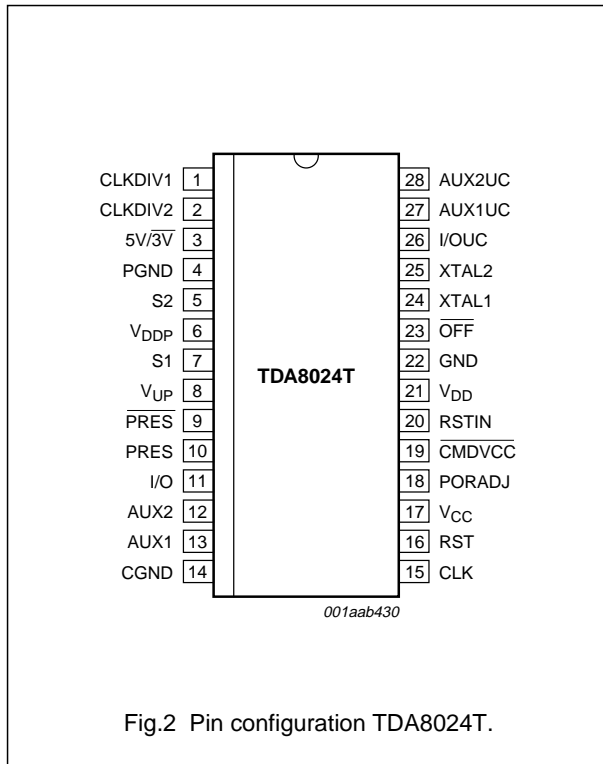 CLKDIV1 1
CLKDIV2 2
5V/3V̅ 3
PGND 4
S2 5
VDDP 6
S1 7
VUP 8
P̅R̅E̅S̅ 9
PRES 10
I/O 11
AUX2 12
AUX1 13
CGND 14
TDA8024T
28 AUX2UC
27 AUX1UC
26 I/OUC
25 XTAL2
24 XTAL1
23 O̅F̅F̅
22 GND
21 VDD
20 RSTIN
19 C̅M̅D̅V̅C̅C̅
18 PORADJ
17 VCC
16 RST
15 CLK
001aab430
Fig.2 Pin configuration TDA8024T.